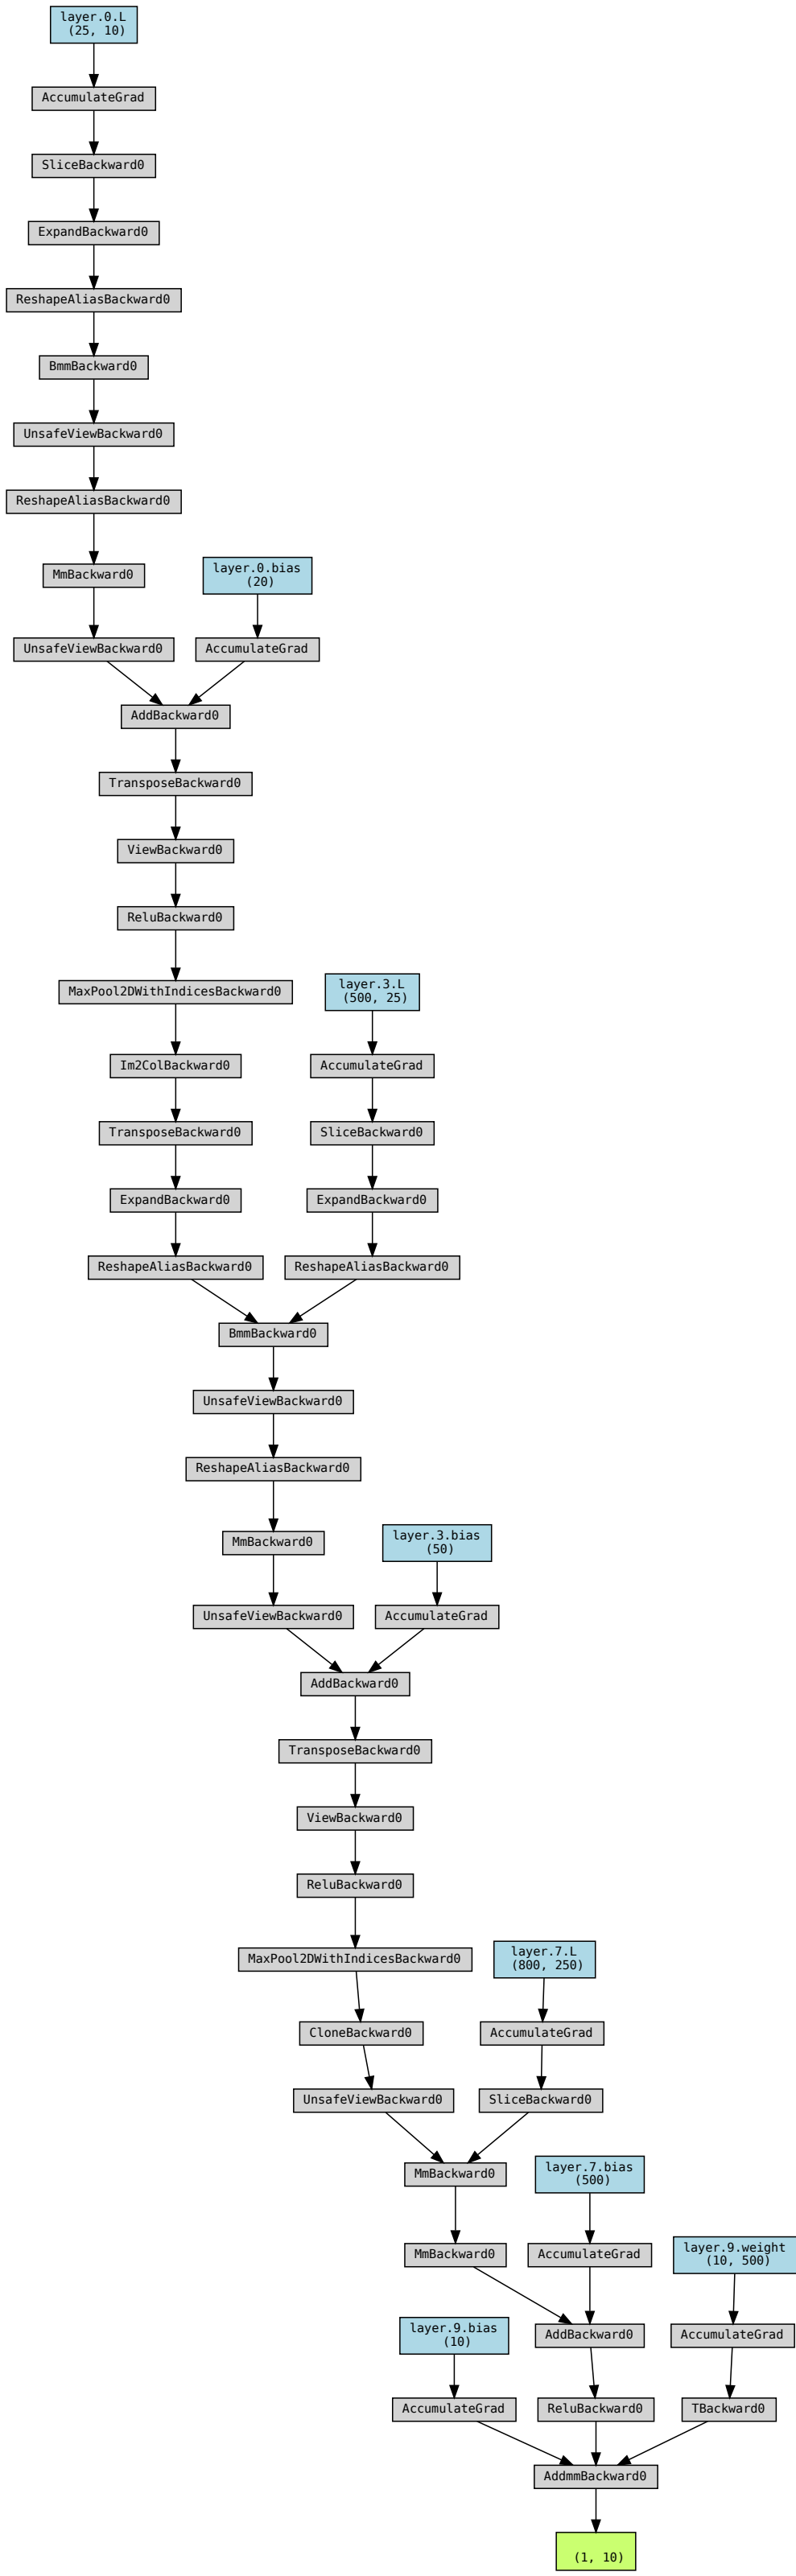 layer.0.L
(25, 10)
AccumulateGrad
SliceBackward0
ExpandBackward0
ReshapeAliasBackward0
BmmBackward0
UnsafeViewBackward0
ReshapeAliasBackward0
MmBackward0
layer.0.bias
(20)
UnsafeViewBackward0
AccumulateGrad
AddBackward0
TransposeBackward0
ViewBackward0
ReluBackward0
MaxPool2DWithIndicesBackward0
layer.3.L
(500, 25)
Im2ColBackward0
AccumulateGrad
TransposeBackward0
SliceBackward0
ExpandBackward0
ExpandBackward0
ReshapeAliasBackward0
ReshapeAliasBackward0
BmmBackward0
UnsafeViewBackward0
ReshapeAliasBackward0
MmBackward0
layer.3.bias
(50)
UnsafeViewBackward0
AccumulateGrad
AddBackward0
TransposeBackward0
ViewBackward0
ReluBackward0
MaxPool2DWithIndicesBackward0
layer.7.L
(800, 250)
CloneBackward0
AccumulateGrad
UnsafeViewBackward0
SliceBackward0
MmBackward0
layer.7.bias
(500)
MmBackward0
AccumulateGrad
layer.9.weight
(10, 500)
layer.9.bias
(10)
AddBackward0
AccumulateGrad
AccumulateGrad
ReluBackward0
TBackward0
AddmmBackward0
(1, 10)